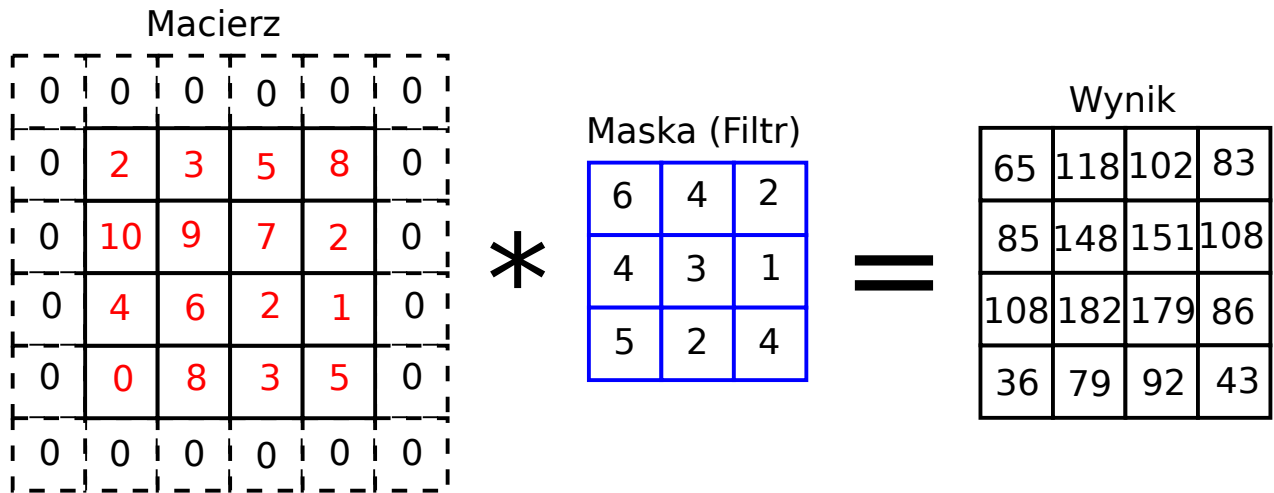 Macierz
0 0 0 0 0 0
0 2 3 5 8 0
0 10 9 7 2 0
0 4 6 2 1 0
0 0 8 3 5 0
0 0 0 0 0 0
*
Maska (Filtr)
6 4 2
4 3 1
5 2 4
=
Wynik
65 118 102 83
85 148 151 108
108 182 179 86
36 79 92 43